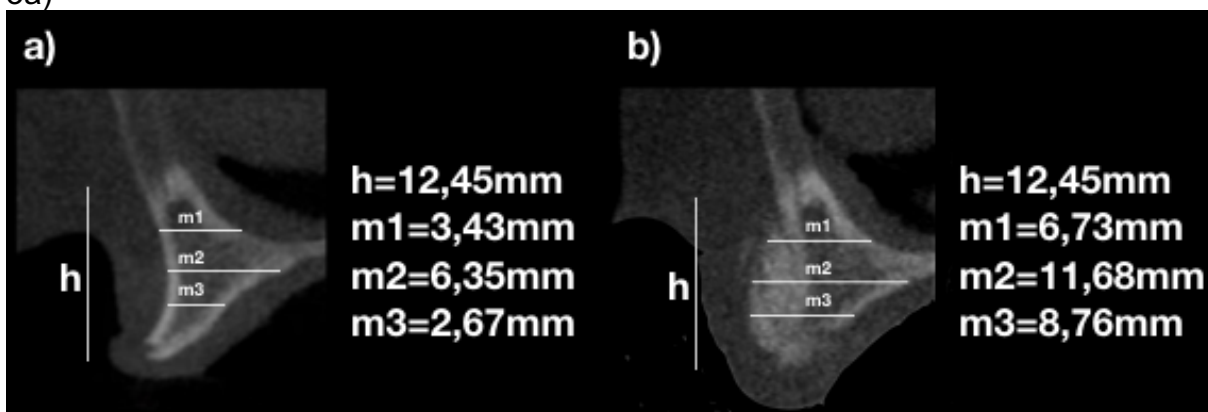 a)
m1
m2
m3
h
h=12,45mm
m1=3,43mm
m2=6,35mm
m3=2,67mm
b)
m1
m2
m3
h
h=12,45mm
m1=6,73mm
m2=11,68mm
m3=8,76mm